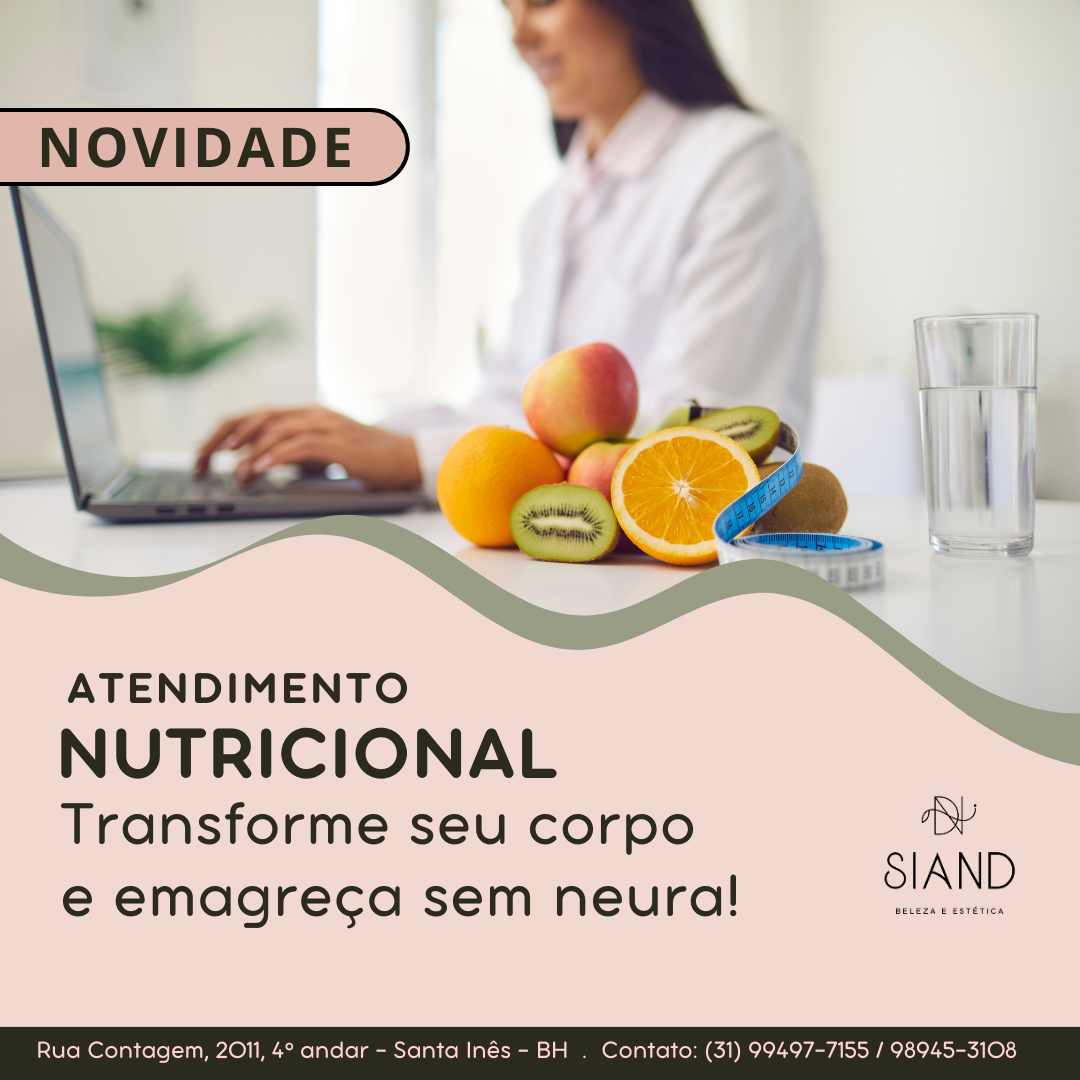 NOVIDADE
ATENDIMENTO
NUTRICIONAL
Transforme seu corpo
e emagreça sem neura!
SIAND
BELEZA E ESTÉTICA
Rua Contagem, 2011, 4º andar - Santa Inês - BH . Contato: (31) 99497-7155 / 98945-3108